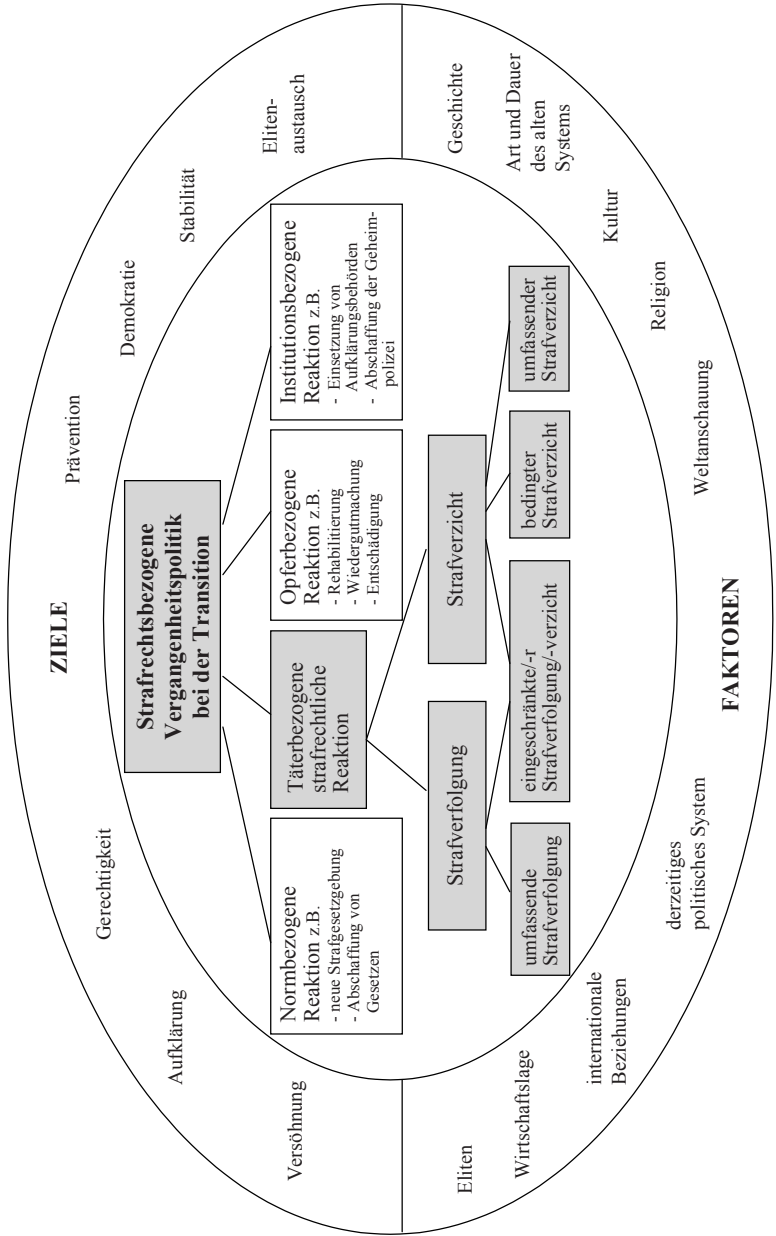 ZIELE
Versöhnung
Aufklärung
Gerechtigkeit
Prävention
Demokratie
Stabilität
Eliten-
austausch
Strafrechtsbezogene
Vergangenheitspolitik
bei der Transition
Normbezogene
Reaktion z.B.
- neue Strafgesetzgebung
- Abschaffung von
Gesetzen
Täterbezogene
strafrechtliche
Reaktion
Opferbezogene
Reaktion z.B.
- Rehabilitierung
- Wiedergutmachung
- Entschädigung
Institutionsbezogene
Reaktion z.B.
- Einsetzung von
Aufklärungsbehörden
- Abschaffung der Geheim-
polizei
Strafverfolgung
Strafverzicht
umfassende
Strafverfolgung
eingeschränkte/-r
Strafverfolgung/-verzicht
bedingter
Strafverzicht
umfassender
Strafverzicht
Eliten
Wirtschaftslage
internationale
Beziehungen
derzeitiges
politisches System
FAKTOREN
Weltanschauung
Religion
Kultur
Art und Dauer
des alten
Systems
Geschichte